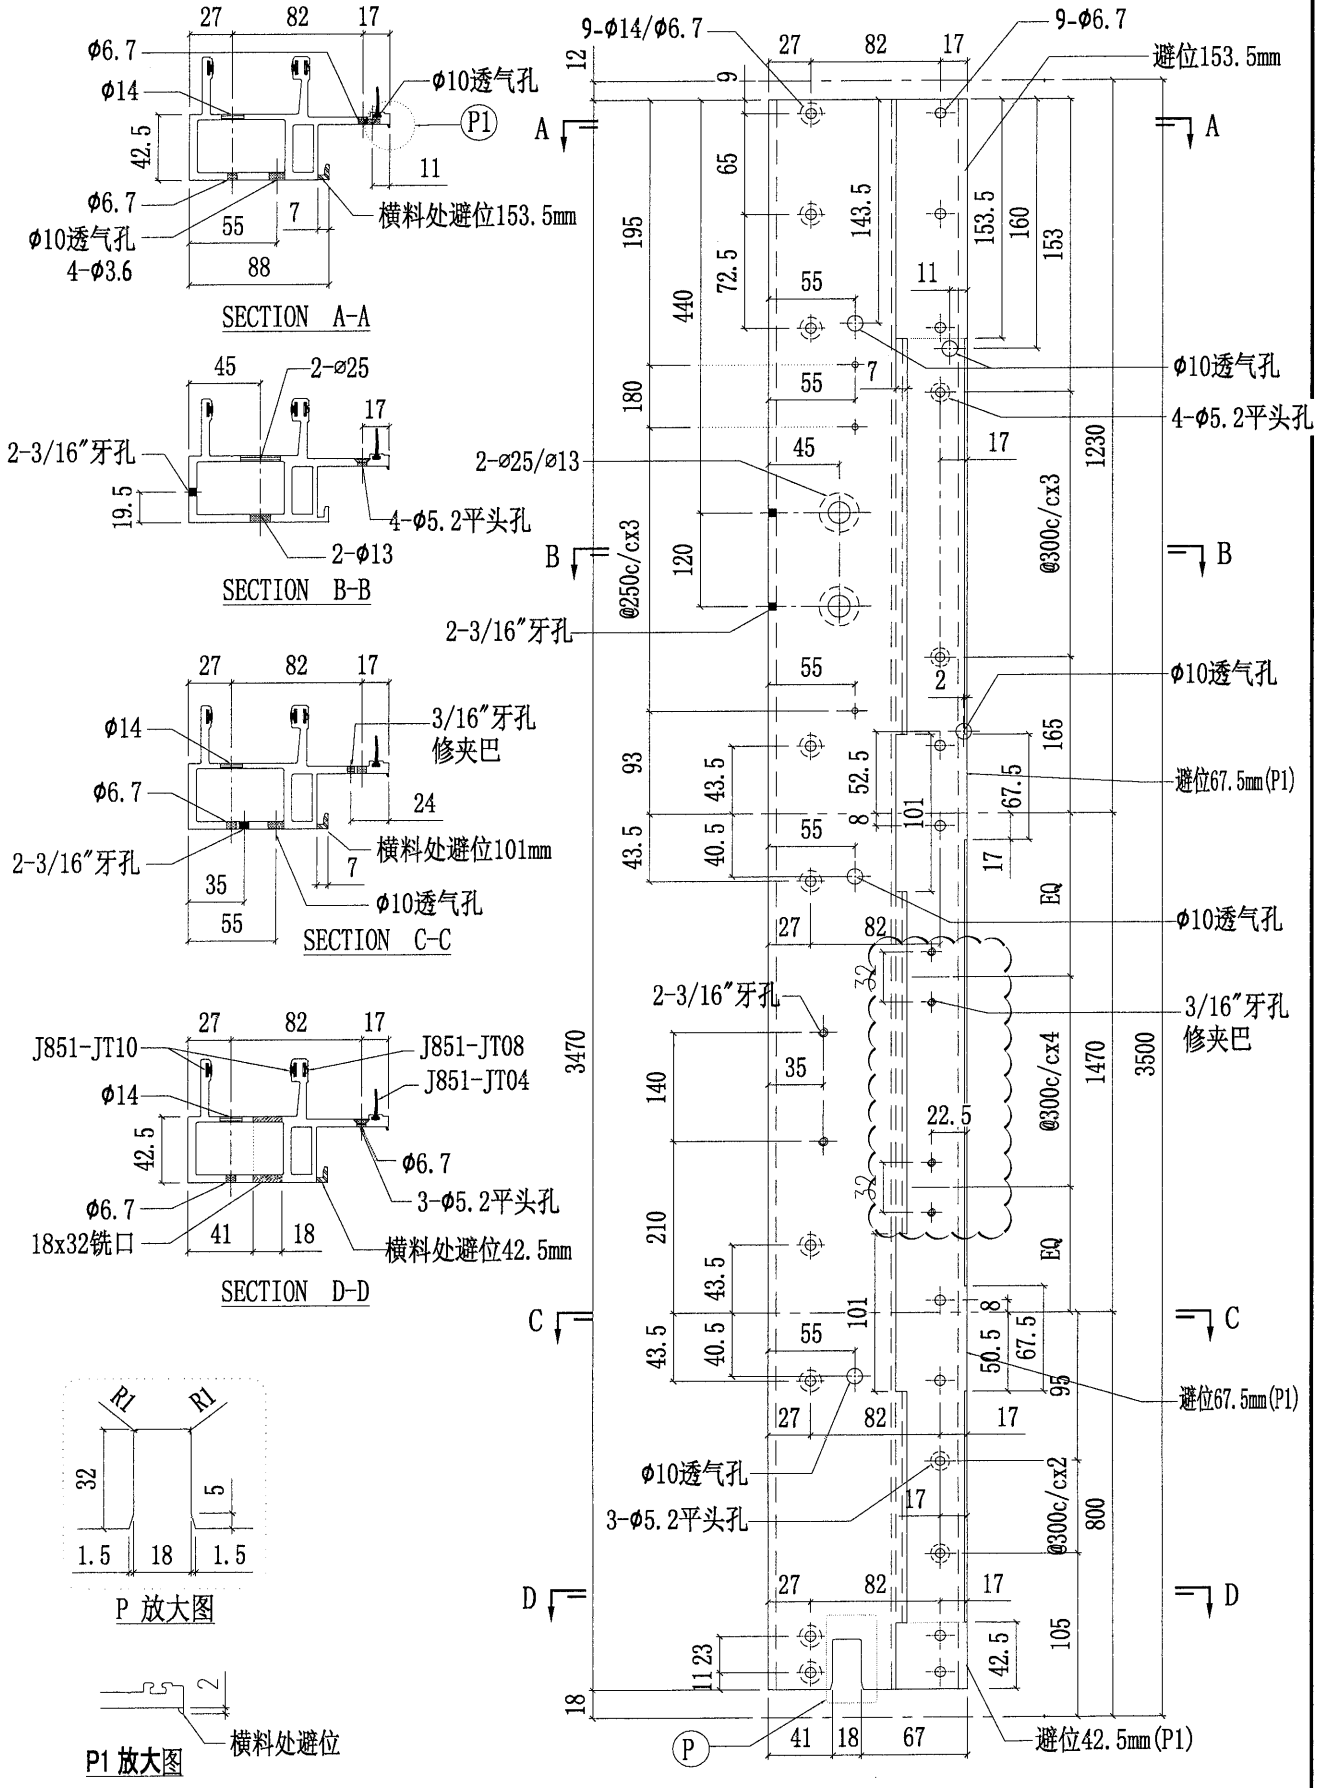 27
82
17
Φ6.7
Φ14
Φ10透气孔
P1
42.5
11
Φ6.7
55
7
横料处避位153.5mm
Φ10透气孔
4-Φ3.6
88
SECTION A-A
45
2-Ø25
17
2-3/16"牙孔
19.5
4-Φ5.2平头孔
2-Φ13
SECTION B-B
27
82
17
3/16"牙孔
修夹巴
Φ14
Φ6.7
24
2-3/16"牙孔
横料处避位101mm
35
7
55
Φ10透气孔
SECTION C-C
27
82
17
J851-JT10
J851-JT08
J851-JT04
Φ14
42.5
Φ6.7
Φ6.7
3-Φ5.2平头孔
18x32铣口
41
18
横料处避位42.5mm
SECTION D-D
R1
R1
32
5
1.5
18
1.5
P 放大图
2
横料处避位
P1 放大图
9-Φ14/Φ6.7
9-Φ6.7
27
82
17
避位153.5mm
12
9
A
A
65
195
143.5
153.5
160
153
72.5
440
11
55
Φ10透气孔
7
55
180
4-Φ5.2平头孔
17
1230
45
2-Ø25/Ø13
@300c/cx3
B
B
@250c/cx3
120
2-3/16"牙孔
55
2
Φ10透气孔
165
93
43.5
52.5
67.5
避位67.5mm(P1)
101
8
55
43.5
40.5
17
EQ
27
82
Φ10透气孔
32
2-3/16"牙孔
3/16"牙孔
修夹巴
3470
140
35
@300c/cx4
1470
3500
22.5
32
210
EQ
43.5
101
8
C
C
43.5
40.5
55
50.5
67.5
95
避位67.5mm(P1)
27
82
17
Φ10透气孔
3-Φ5.2平头孔
17
@300c/cx2
800
27
82
17
D
D
23
11
42.5
105
18
P
41
18
67
避位42.5mm(P1)